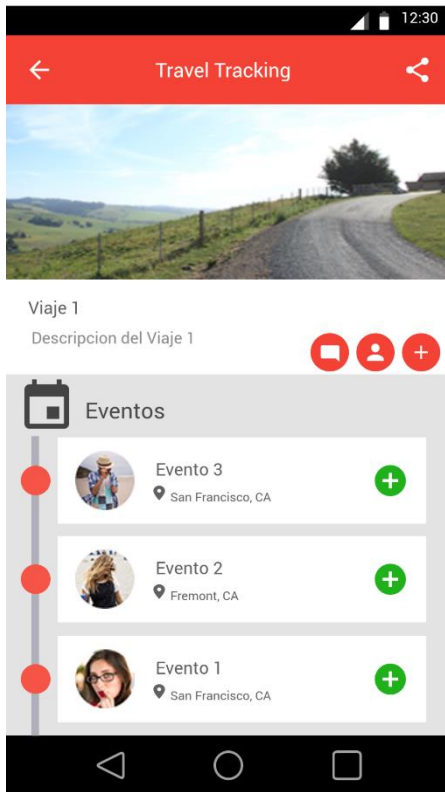 12:30
Travel Tracking
Viaje 1
Descripcion del Viaje 1
Eventos
Evento 3
San Francisco, CA
Evento 2
Fremont, CA
Evento 1
San Francisco, CA